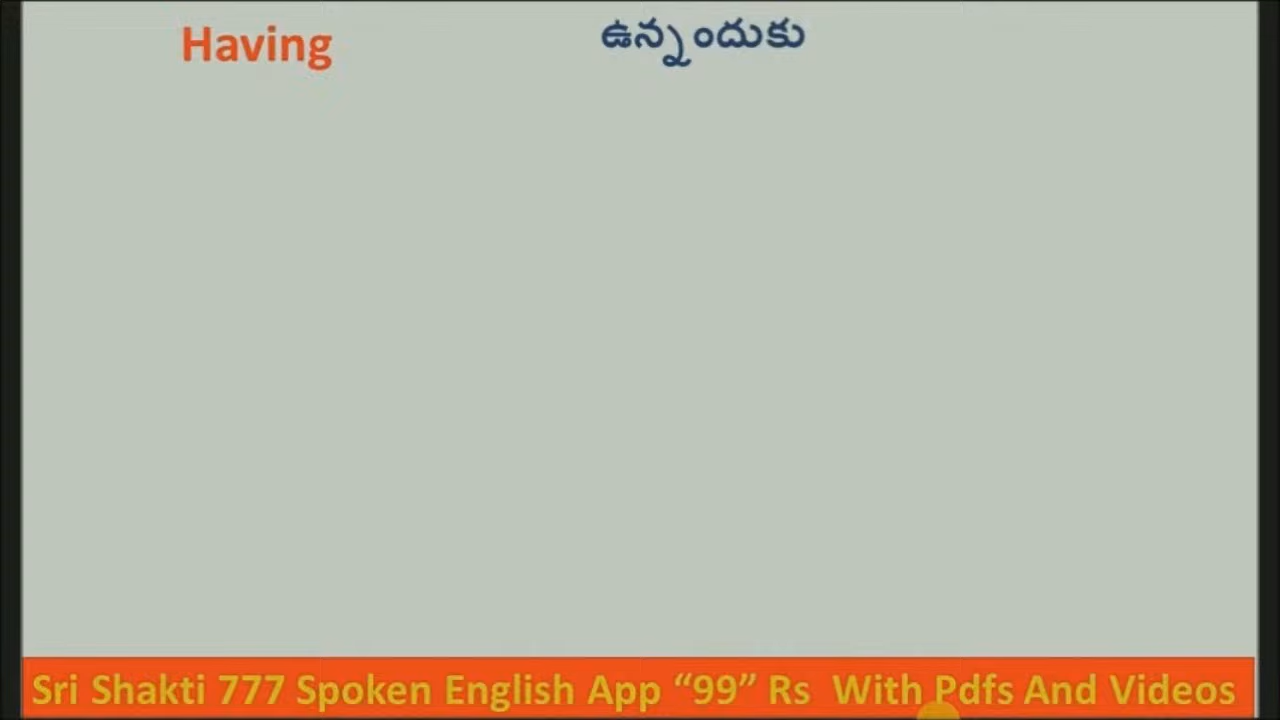 Having ఉన్నందుకు
Sri Shakti 777 Spoken English App “99” Rs With Pdfs And Videos